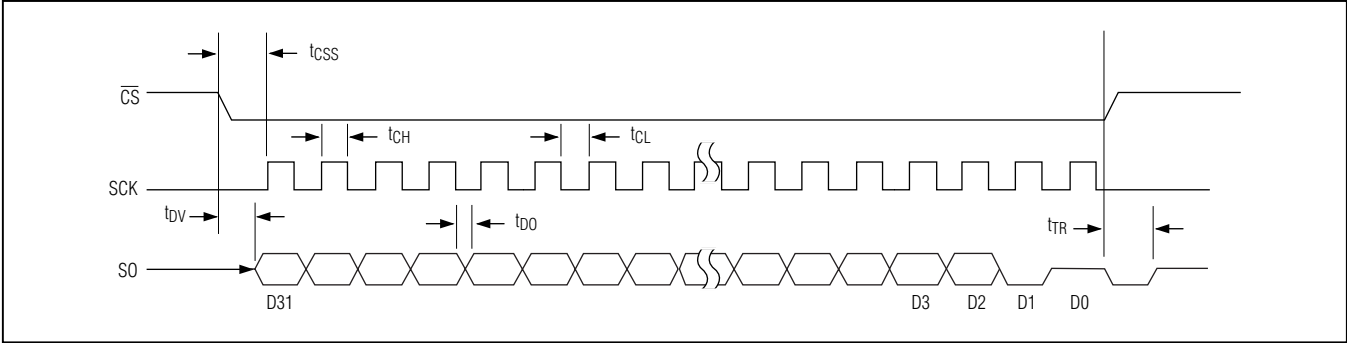 tCSS
CS
tCH
tCL
SCK
tDV
tDO
tTR
SO
D31
D3
D2
D1
D0